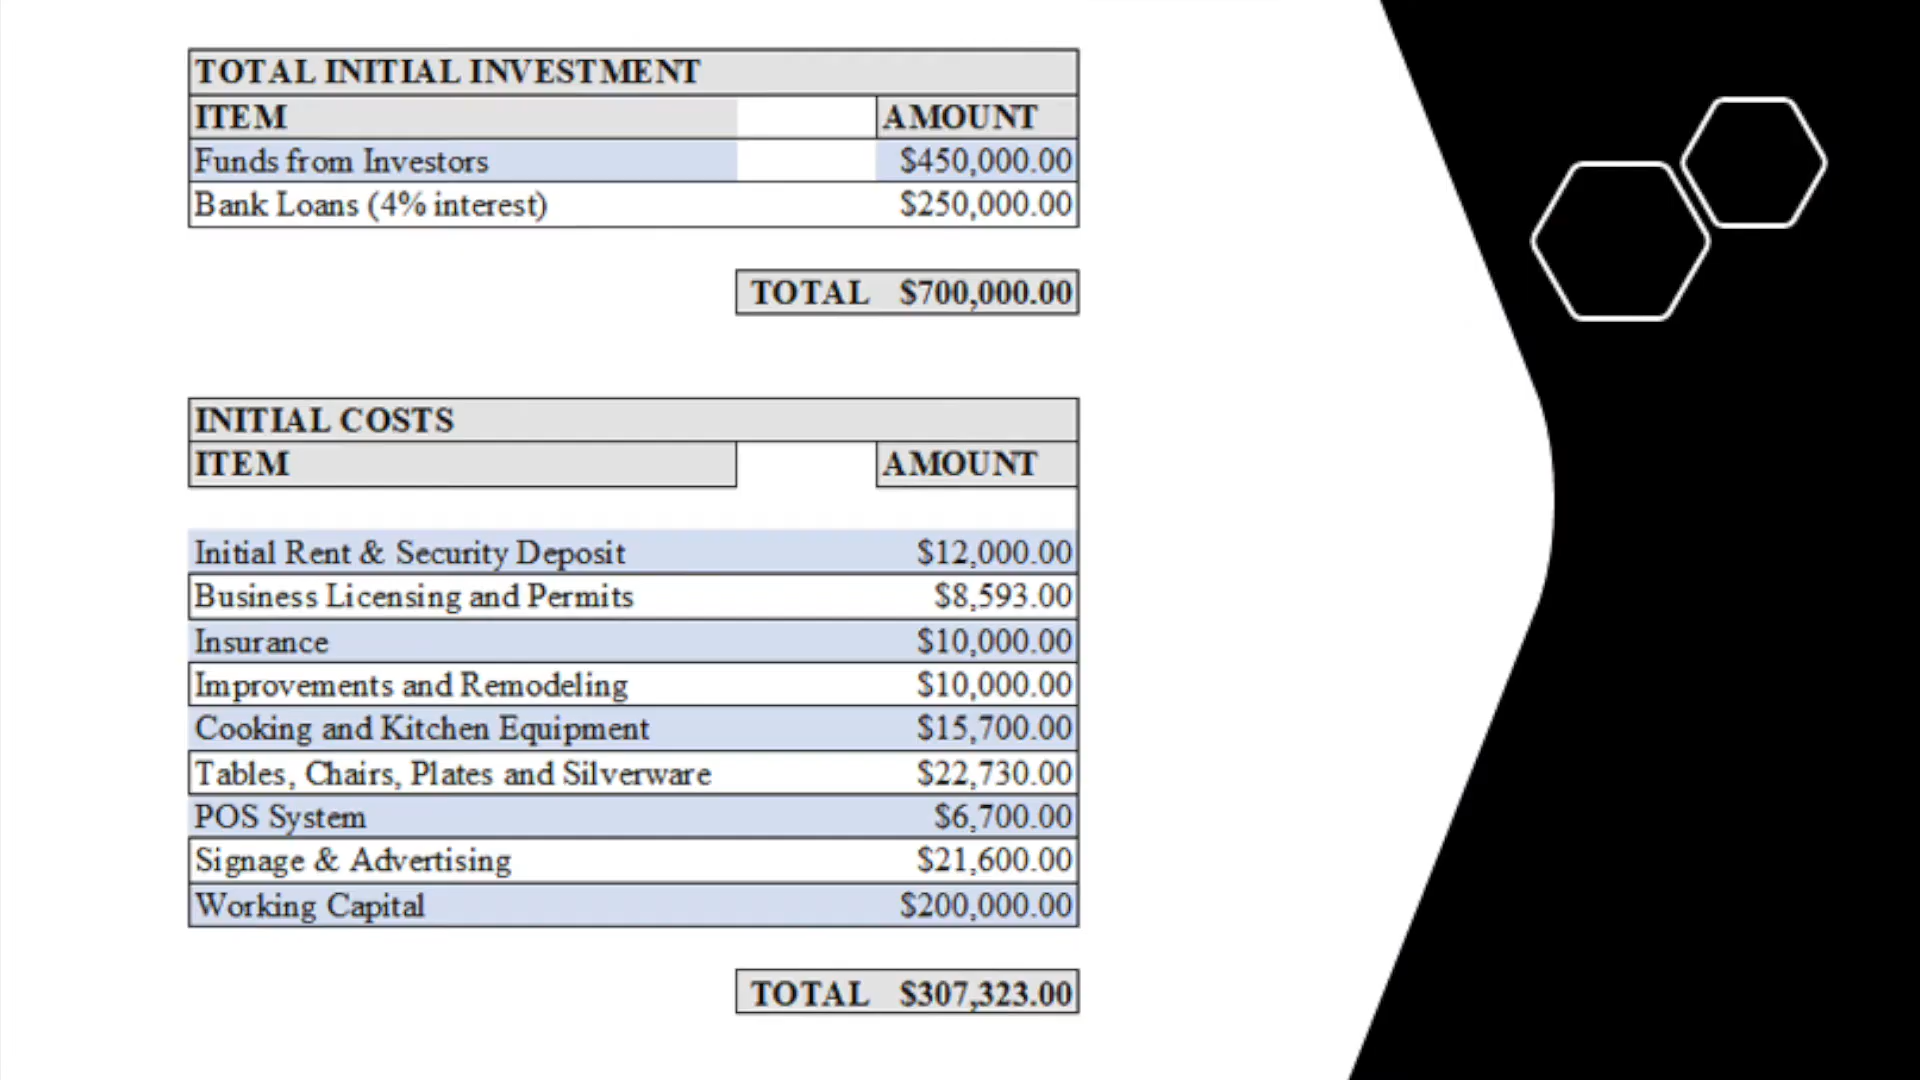 TOTAL INITIAL INVESTMENT
ITEM AMOUNT
Funds from Investors $450,000.00
Bank Loans (4% interest) $250,000.00
TOTAL $700,000.00
INITIAL COSTS
ITEM AMOUNT
Initial Rent & Security Deposit $12,000.00
Business Licensing and Permits $8,593.00
Insurance $10,000.00
Improvements and Remodeling $10,000.00
Cooking and Kitchen Equipment $15,700.00
Tables, Chairs, Plates and Silverware $22,730.00
POS System $6,700.00
Signage & Advertising $21,600.00
Working Capital $200,000.00
TOTAL $307,323.00